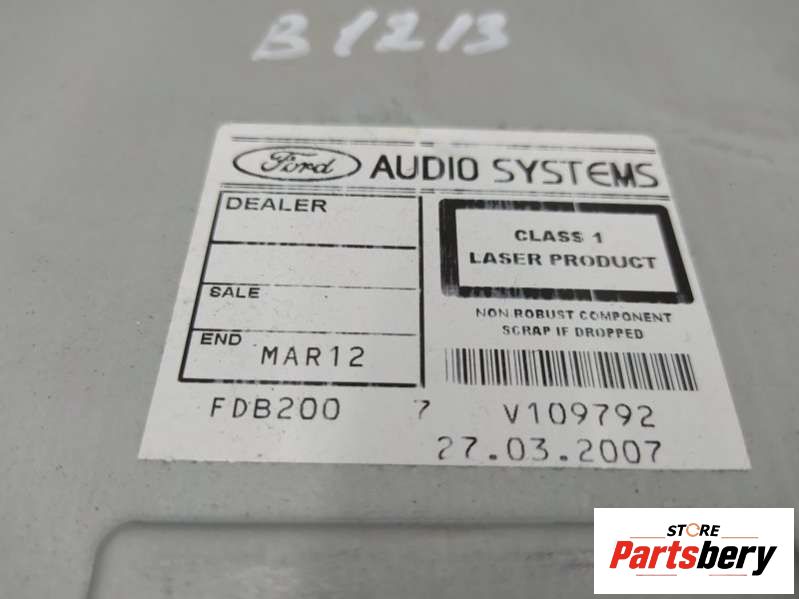 B1213
Ford AUDIO SYSTEMS
DEALER
CLASS 1
LASER PRODUCT
SALE
NON ROBUST COMPONENT
SCRAP IF DROPPED
END MAR12
FDB200 7 V109792
27.03.2007
STORE
Partsbery